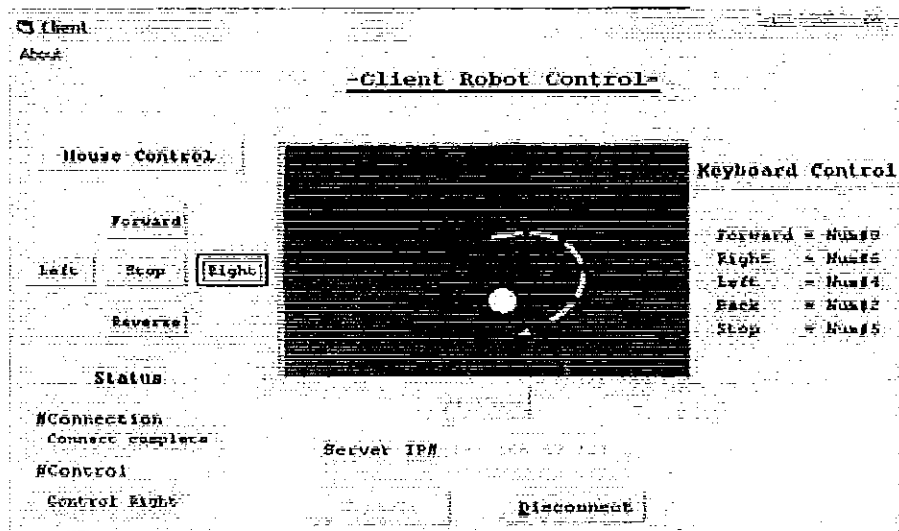 Client
About
-Client Robot Control-
Mouse Control
Keyboard Control
Forward
Left Stop Right
Reverse
Forward = Num#8
Right = Num#6
Left = Num#4
Back = Num#2
Stop = Num#5
Status
#Connection
Connect complete
#Control
Control Right
Server IP#
Disconnect